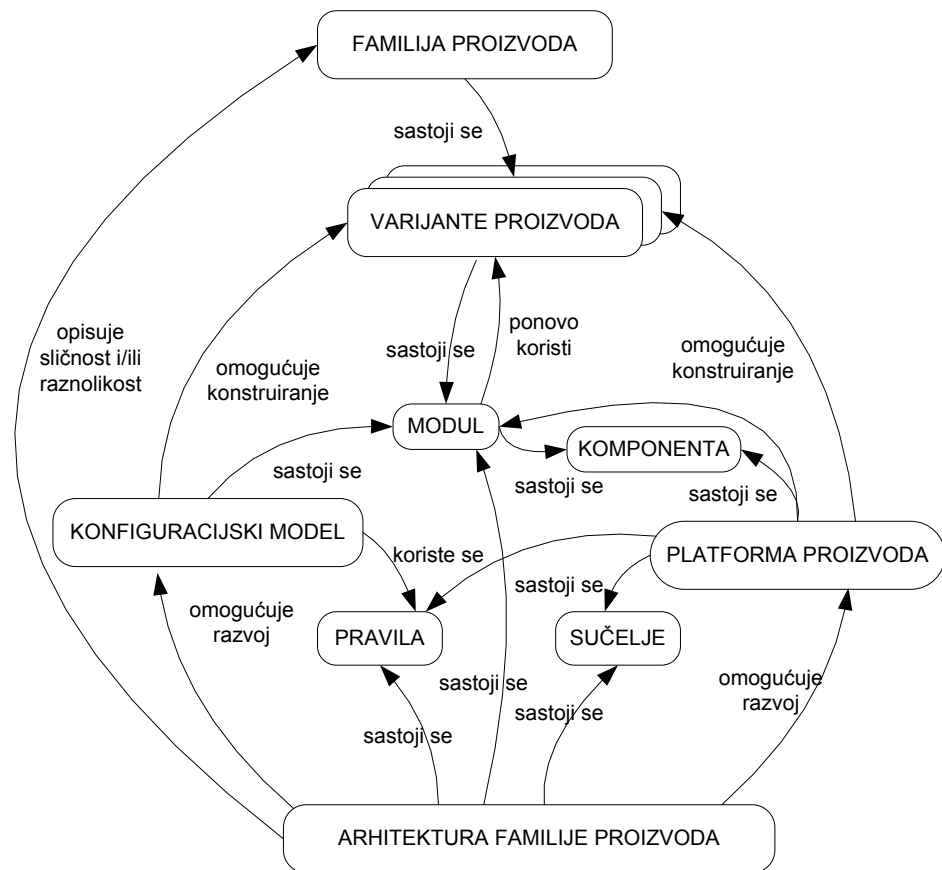 FAMILIJA PROIZVODA
sastoji se
VARIJANTE PROIZVODA
opisuje
sličnost i/ili
raznolikost
omogućuje
konstruiranje
sastoji se
ponovo
koristi
omogućuje
konstruiranje
MODUL
KOMPONENTA
sastoji se
sastoji se
sastoji se
KONFIGURACIJSKI MODEL
koriste se
PLATFORMA PROIZVODA
sastoji se
omogućuje
razvoj
PRAVILA
SUČELJE
sastoji se
omogućuje
razvoj
sastoji se
sastoji se
ARHITEKTURA FAMILIJE PROIZVODA